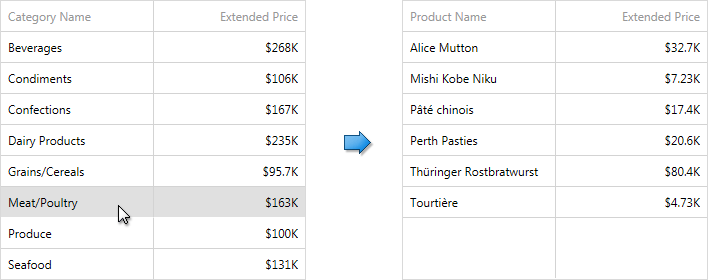 Category Name Extended Price
Beverages $268K
Condiments $106K
Confections $167K
Dairy Products $235K
Grains/Cereals $95.7K
Meat/Poultry $163K
Produce $100K
Seafood $131K
Product Name Extended Price
Alice Mutton $32.7K
Mishi Kobe Niku $7.23K
Pâté chinois $17.4K
Perth Pasties $20.6K
Thüringer Rostbratwurst $80.4K
Tourtière $4.73K